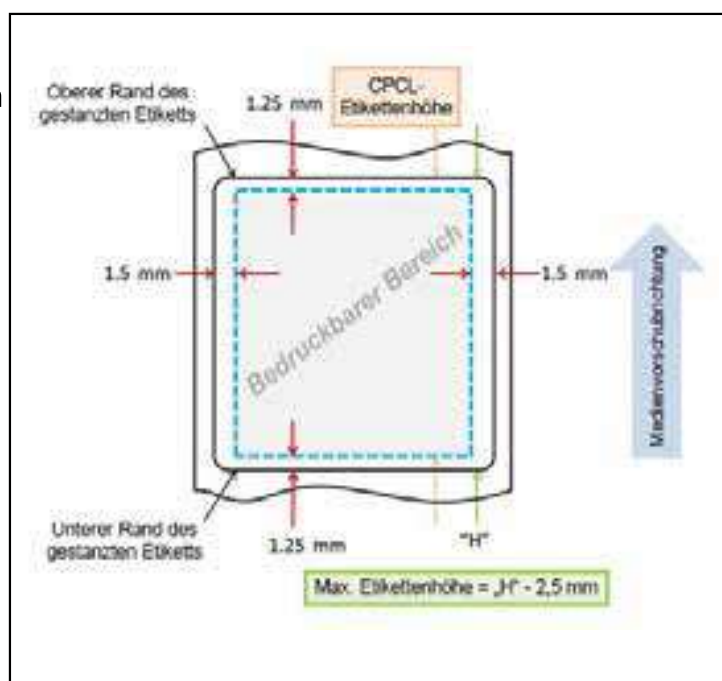 Oberer Rand des
gestanzten Etiketts
1.25 mm
CPCL-
Etikettenhöhe
1.5 mm
Bedruckbarer Bereich
1.5 mm
Medienvorschubrichtung
Unterer Rand des
gestanzten Etiketts
1.25 mm
"H"
Max. Etikettenhöhe = „H“ - 2,5 mm